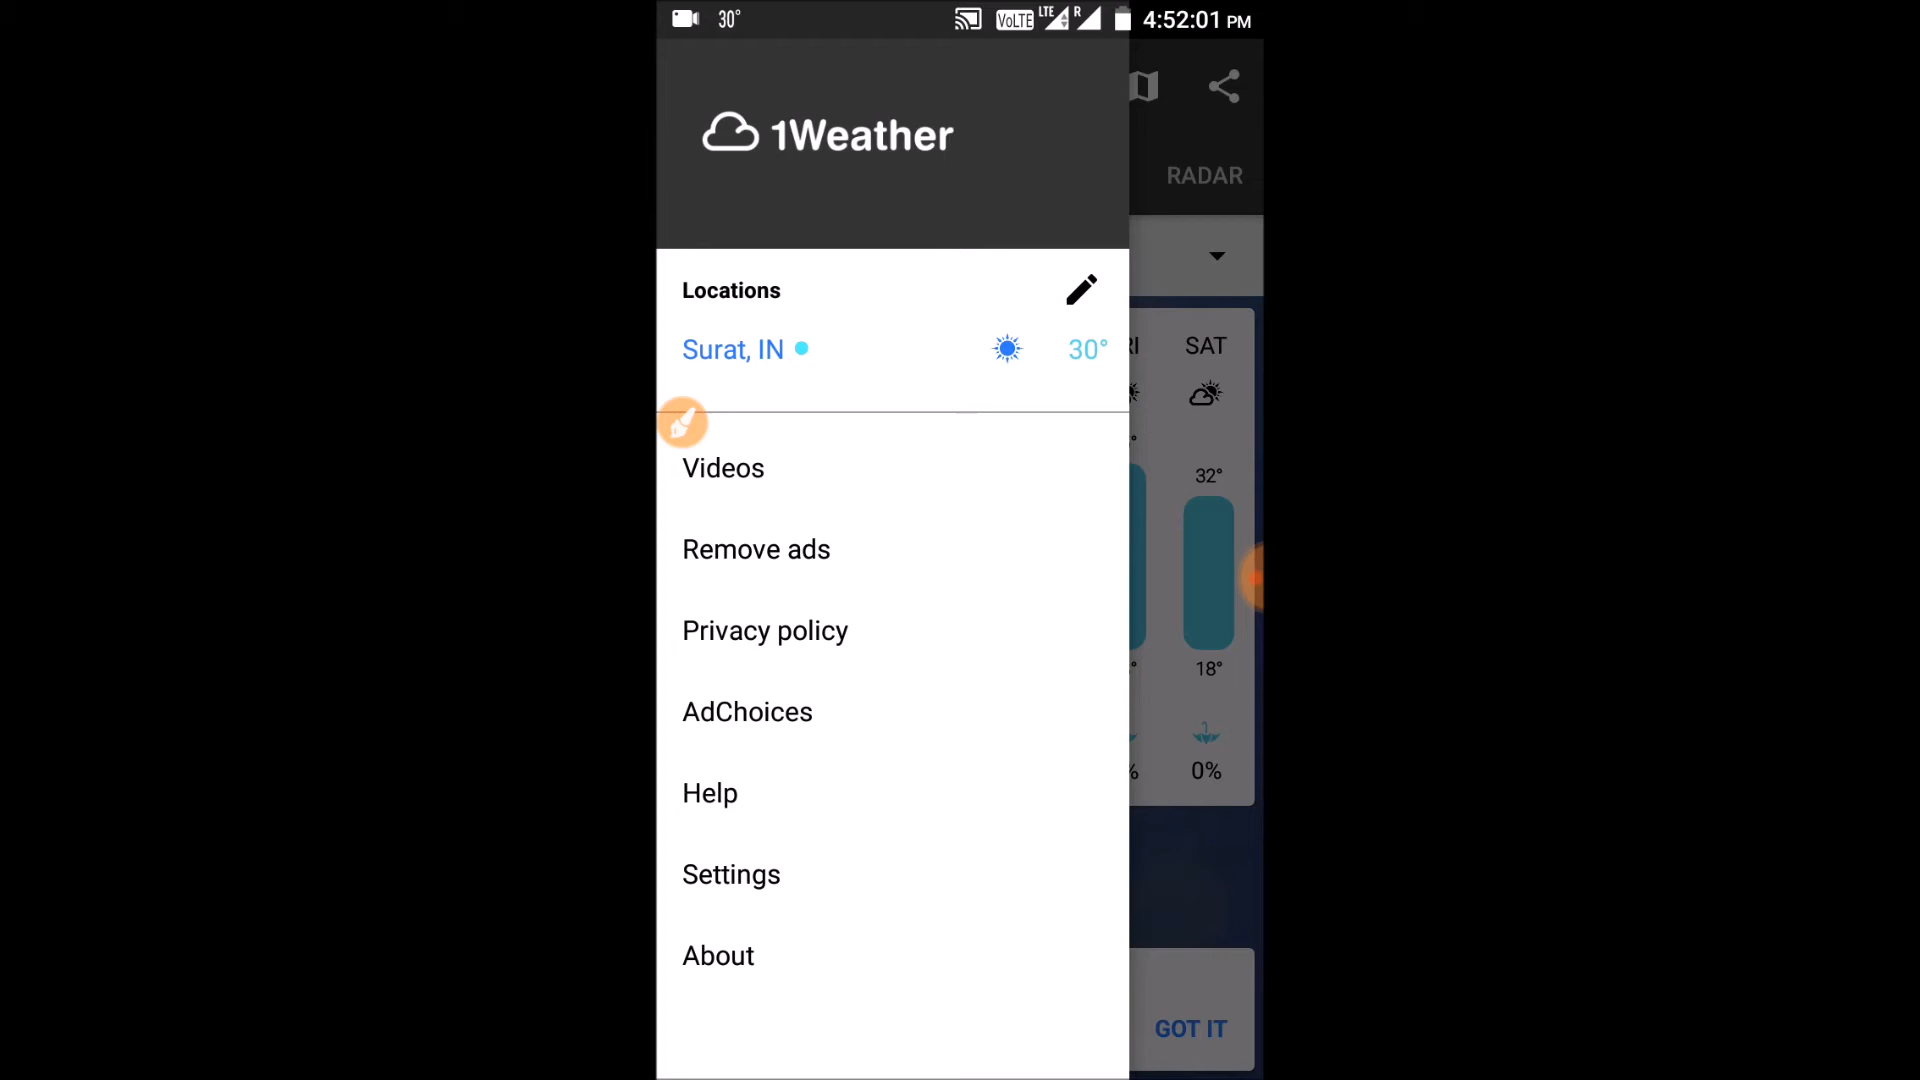 30°
VoLTE LTE R 4:52:01 PM
1Weather
RADAR
Locations
Surat, IN 30°
SAT
32°
18°
0%
Videos
Remove ads
Privacy policy
AdChoices
Help
Settings
About
GOT IT